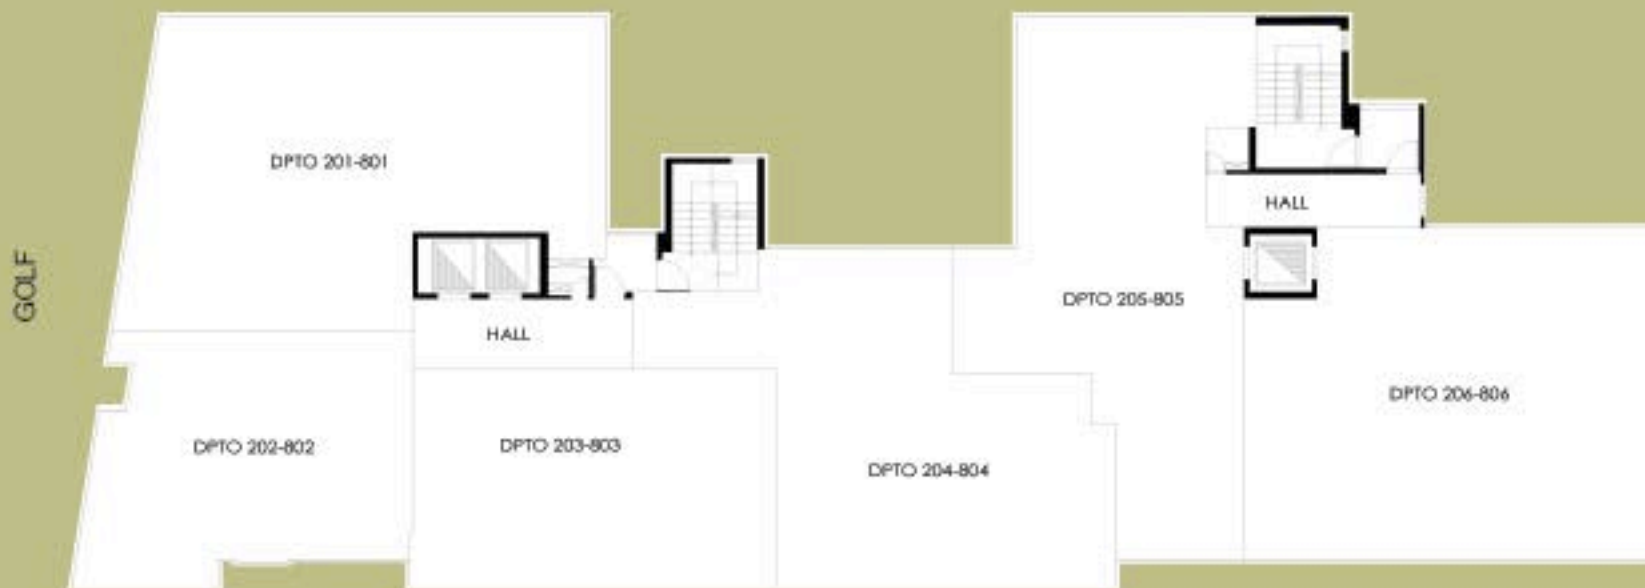 DPTO 201-801
HALL
GOLF
HALL
DPTO 205-805
DPTO 206-806
DPTO 202-802
DPTO 203-803
DPTO 204-804